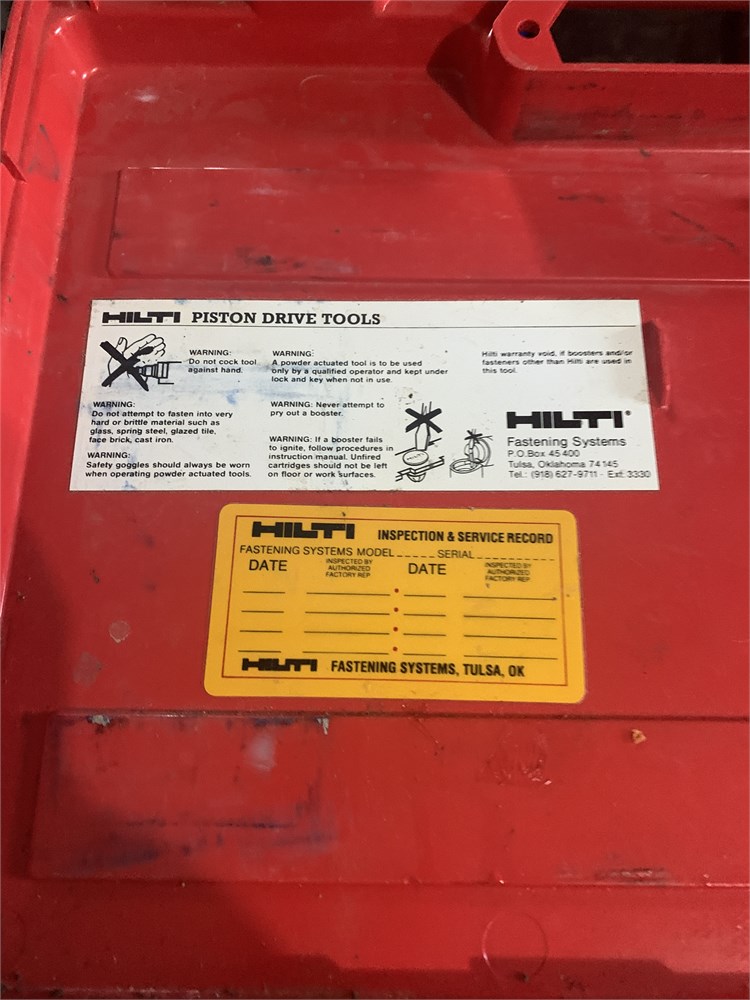 HILTI PISTON DRIVE TOOLS
WARNING:
Do not cock tool
against hand.
WARNING:
Do not attempt to fasten into very
hard or brittle material such as
glass, spring steel, glazed tile,
face brick, cast iron.
WARNING:
Safety goggles should always be worn
when operating powder actuated tools.
WARNING:
A powder actuated tool is to be used
only by a qualified operator and kept under
lock and key when not in use.
WARNING: Never attempt to
pry out a booster.
WARNING: If a booster fails
to ignite, follow procedures in
instruction manual. Unfired
cartridges should not be left
on floor or work surfaces.
Hilti warranty void, if boosters and/or
fasteners other than Hilti are used in
this tool.
HILTI®
Fastening Systems
P.O.Box 45400
Tulsa, Oklahoma 74145
Tel.: (918) 627-9711 · Ext. 3330
HILTI INSPECTION & SERVICE RECORD
FASTENING SYSTEMS MODEL _____ SERIAL _________
DATE INSPECTED BY AUTHORIZED FACTORY REP DATE INSPECTED BY AUTHORIZED FACTORY REP
HILTI FASTENING SYSTEMS, TULSA, OK